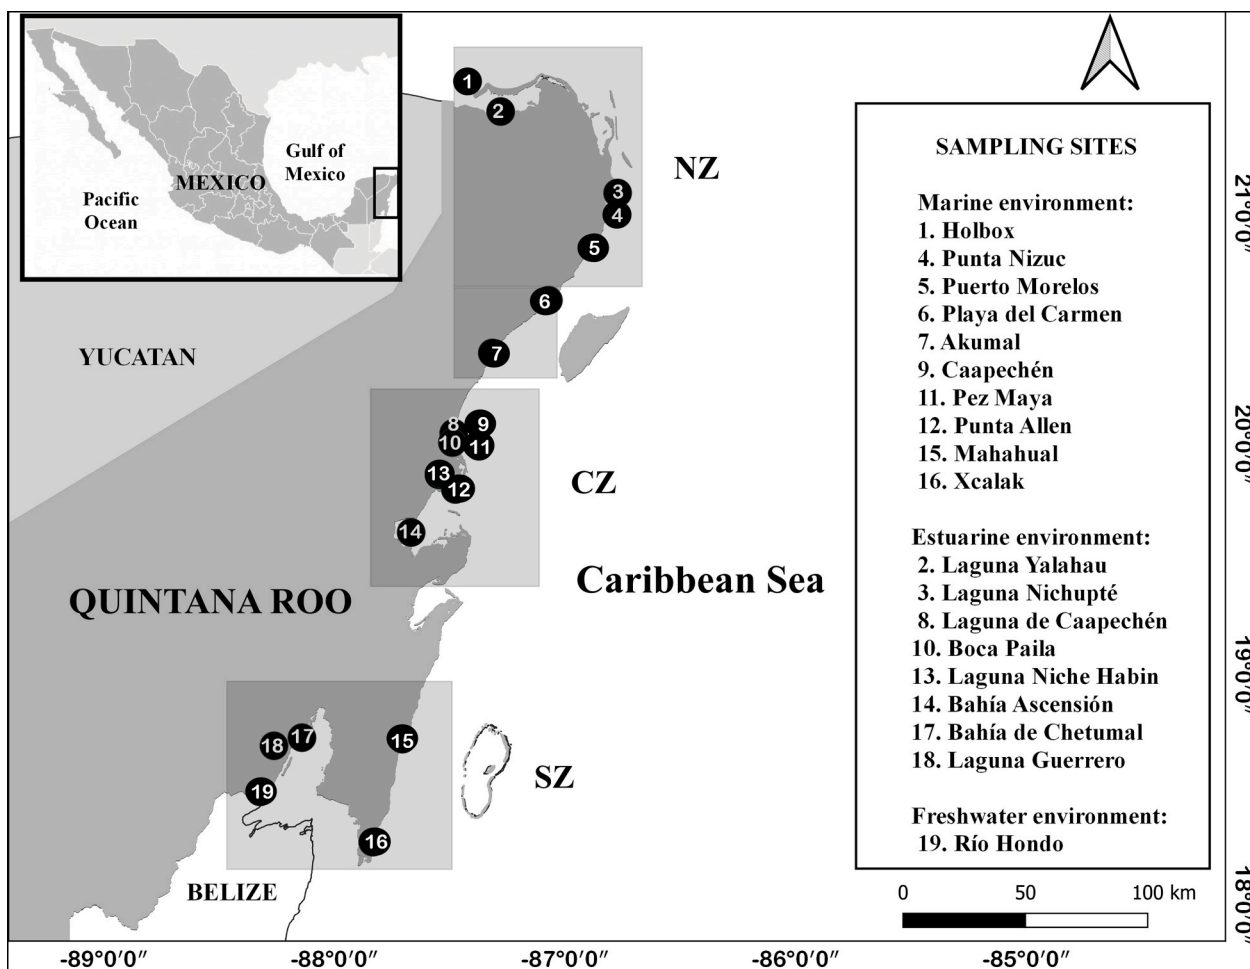 Gulf of
Mexico
MEXICO
Pacific
Ocean
1
2
NZ
3
4
5
6
7
YUCATAN
8
9
10
11
CZ
13
12
14
Caribbean Sea
QUINTANA ROO
18
17
15
SZ
19
16
BELIZE
SAMPLING SITES
Marine environment:
1. Holbox
4. Punta Nizuc
5. Puerto Morelos
6. Playa del Carmen
7. Akumal
9. Caapechén
11. Pez Maya
12. Punta Allen
15. Mahahual
16. Xcalak
Estuarine environment:
2. Laguna Yalahau
3. Laguna Nichupté
8. Laguna de Caapechén
10. Boca Paila
13. Laguna Niche Habin
14. Bahía Ascensión
17. Bahía de Chetumal
18. Laguna Guerrero
Freshwater environment:
19. Río Hondo
0 50 100 km
21°0′0″
20°0′0″
19°0′0″
18°0′0″
-89°0′0″ -88°0′0″ -87°0′0″ -86°0′0″ -85°0′0″